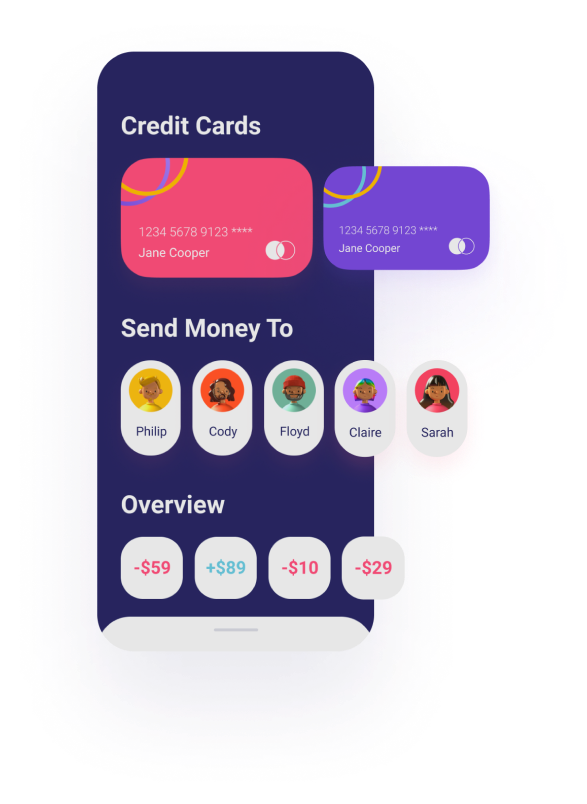 Credit Cards
1234 5678 9123 ****
Jane Cooper
1234 5678 9123 ****
Jane Cooper
Send Money To
Philip
Cody
Floyd
Claire
Sarah
Overview
-$59
+$89
-$10
-$29